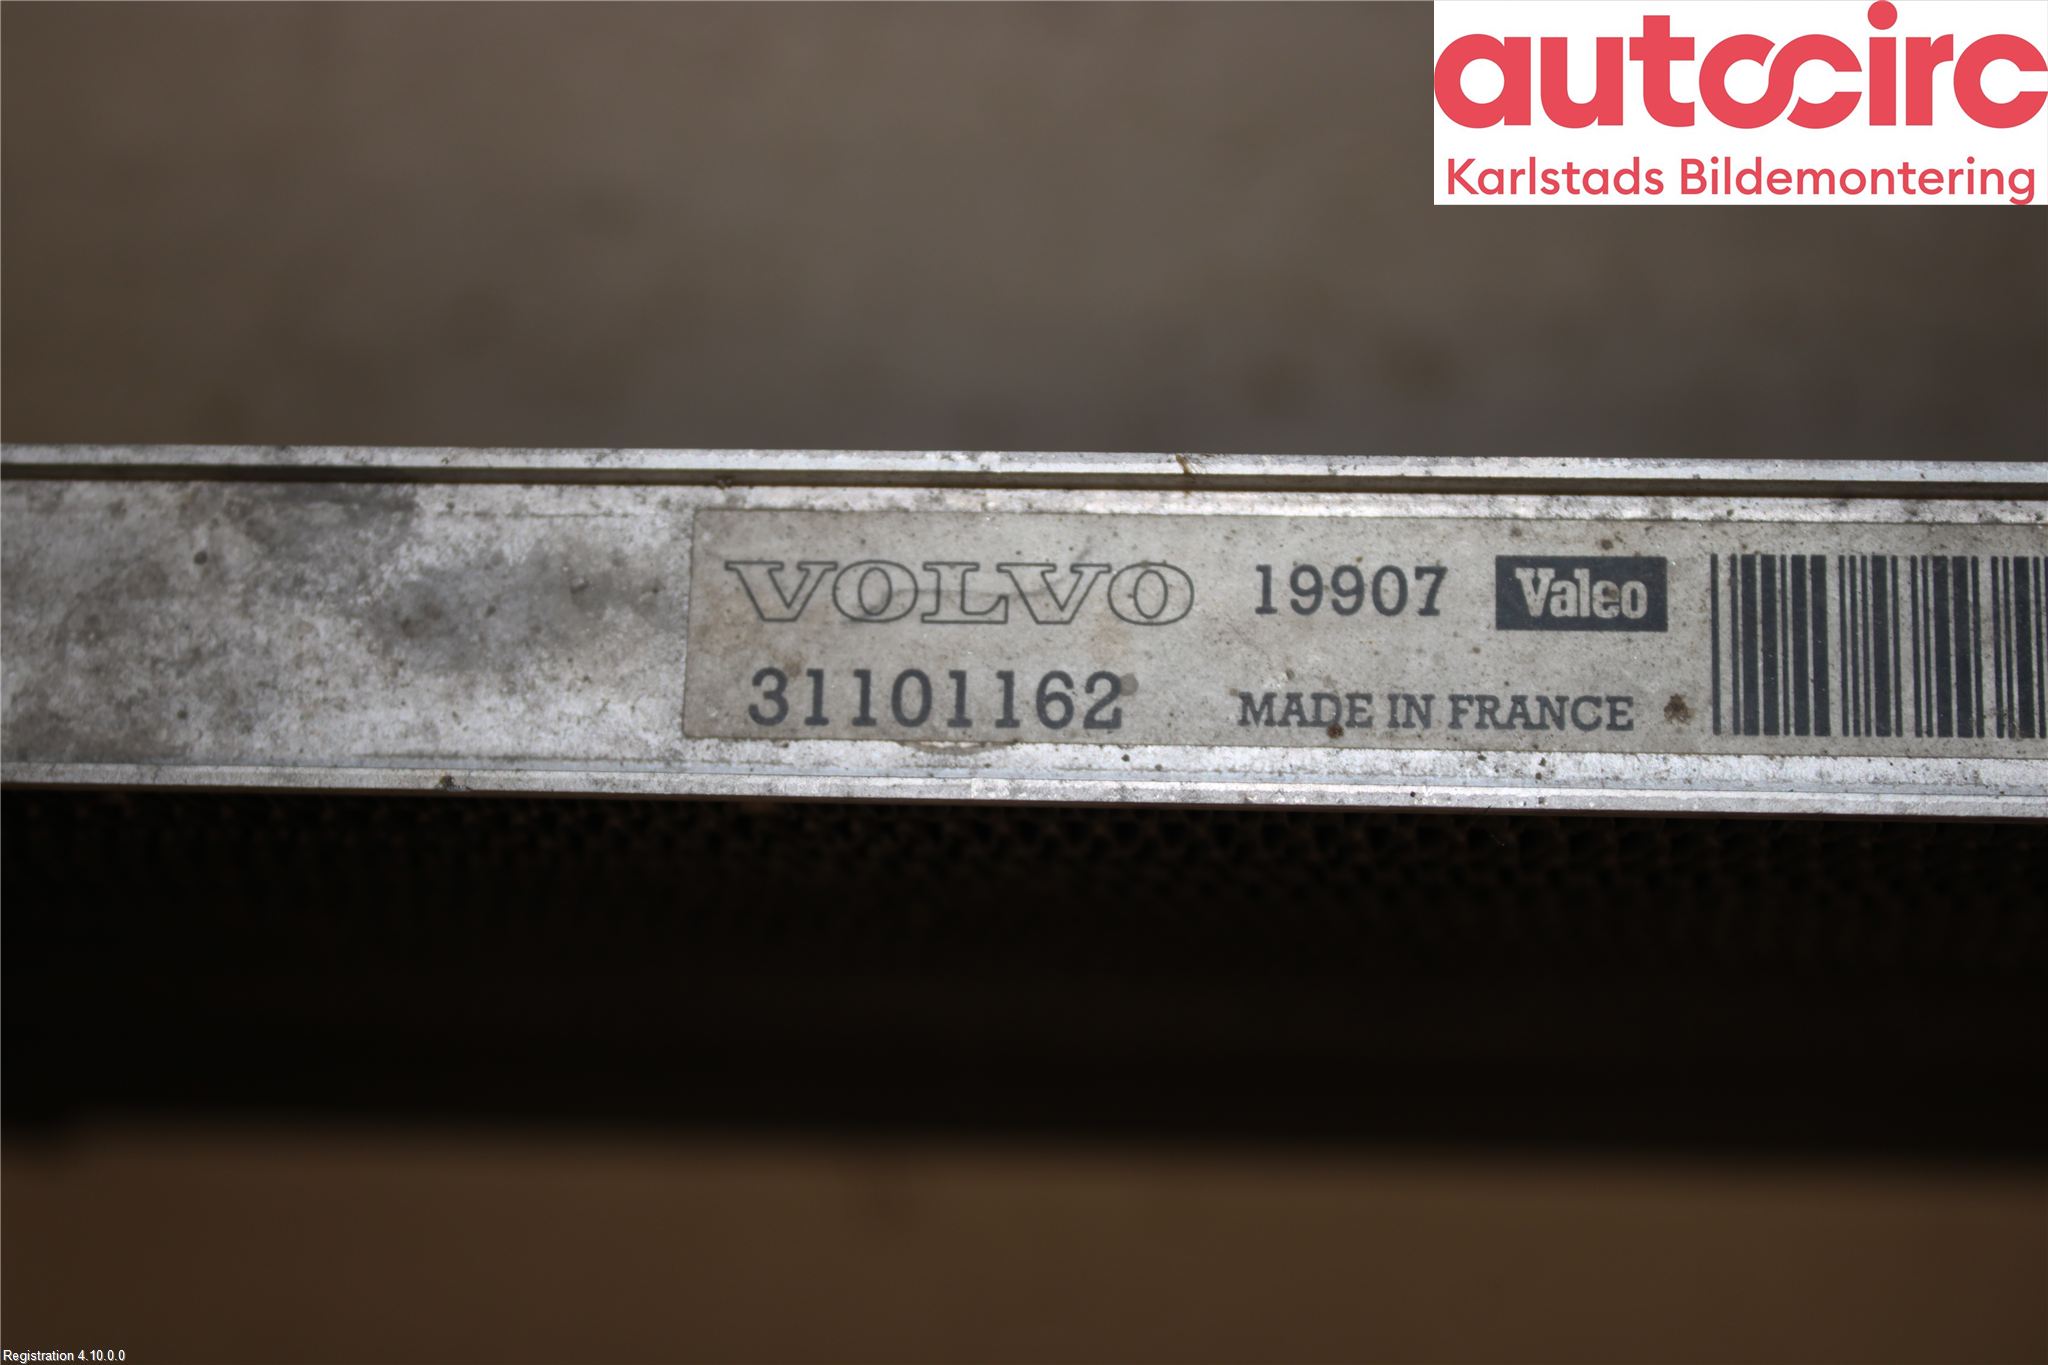 autocirc
Karlstads Bildemontering
VOLVO 19907 Valeo
31101162 MADE IN FRANCE
Registration 4.10.0.0